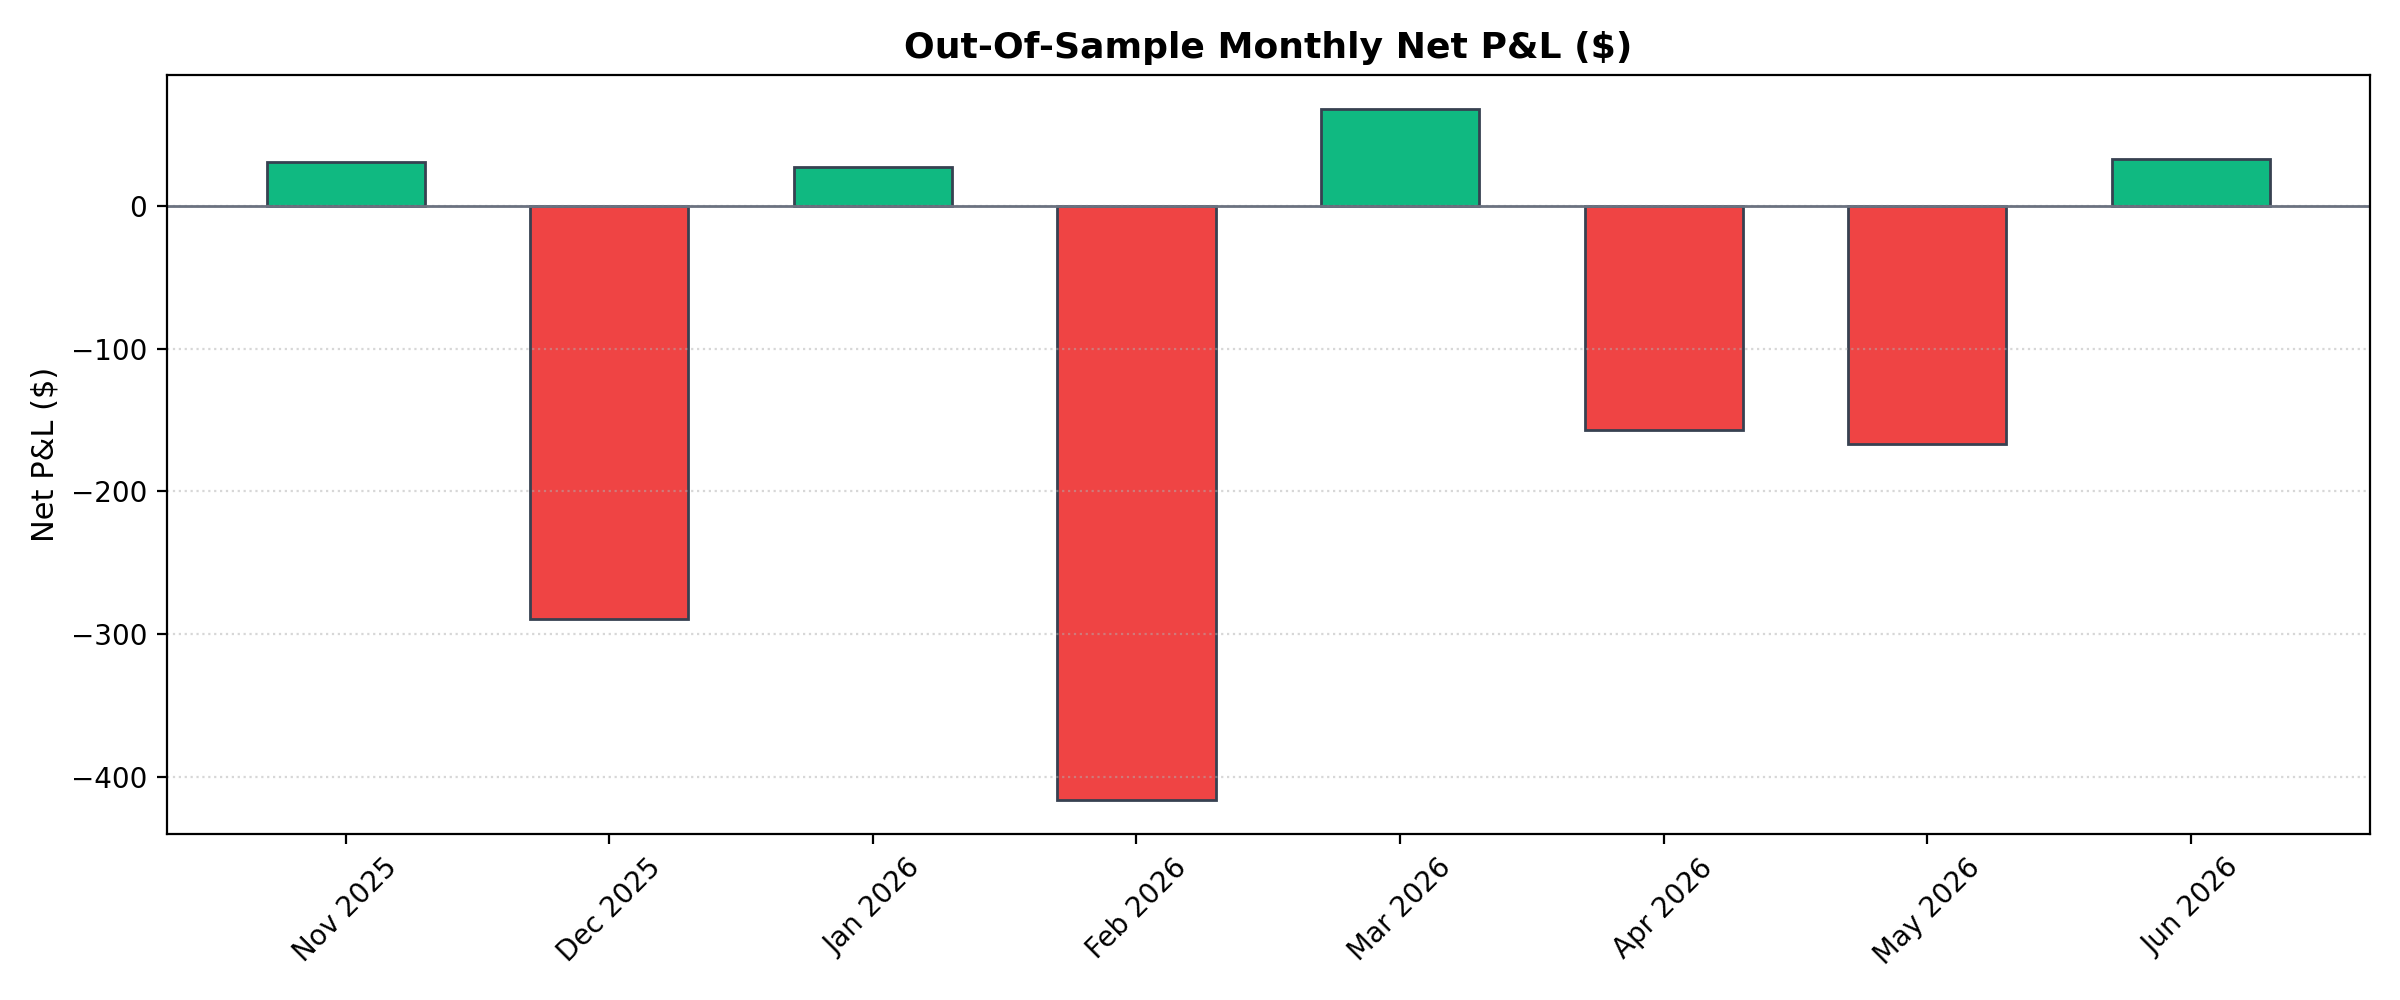 Out-Of-Sample Monthly Net P&L ($)
Net P&L ($)
0
−100
−200
−300
−400
Nov 2025
Dec 2025
Jan 2026
Feb 2026
Mar 2026
Apr 2026
May 2026
Jun 2026